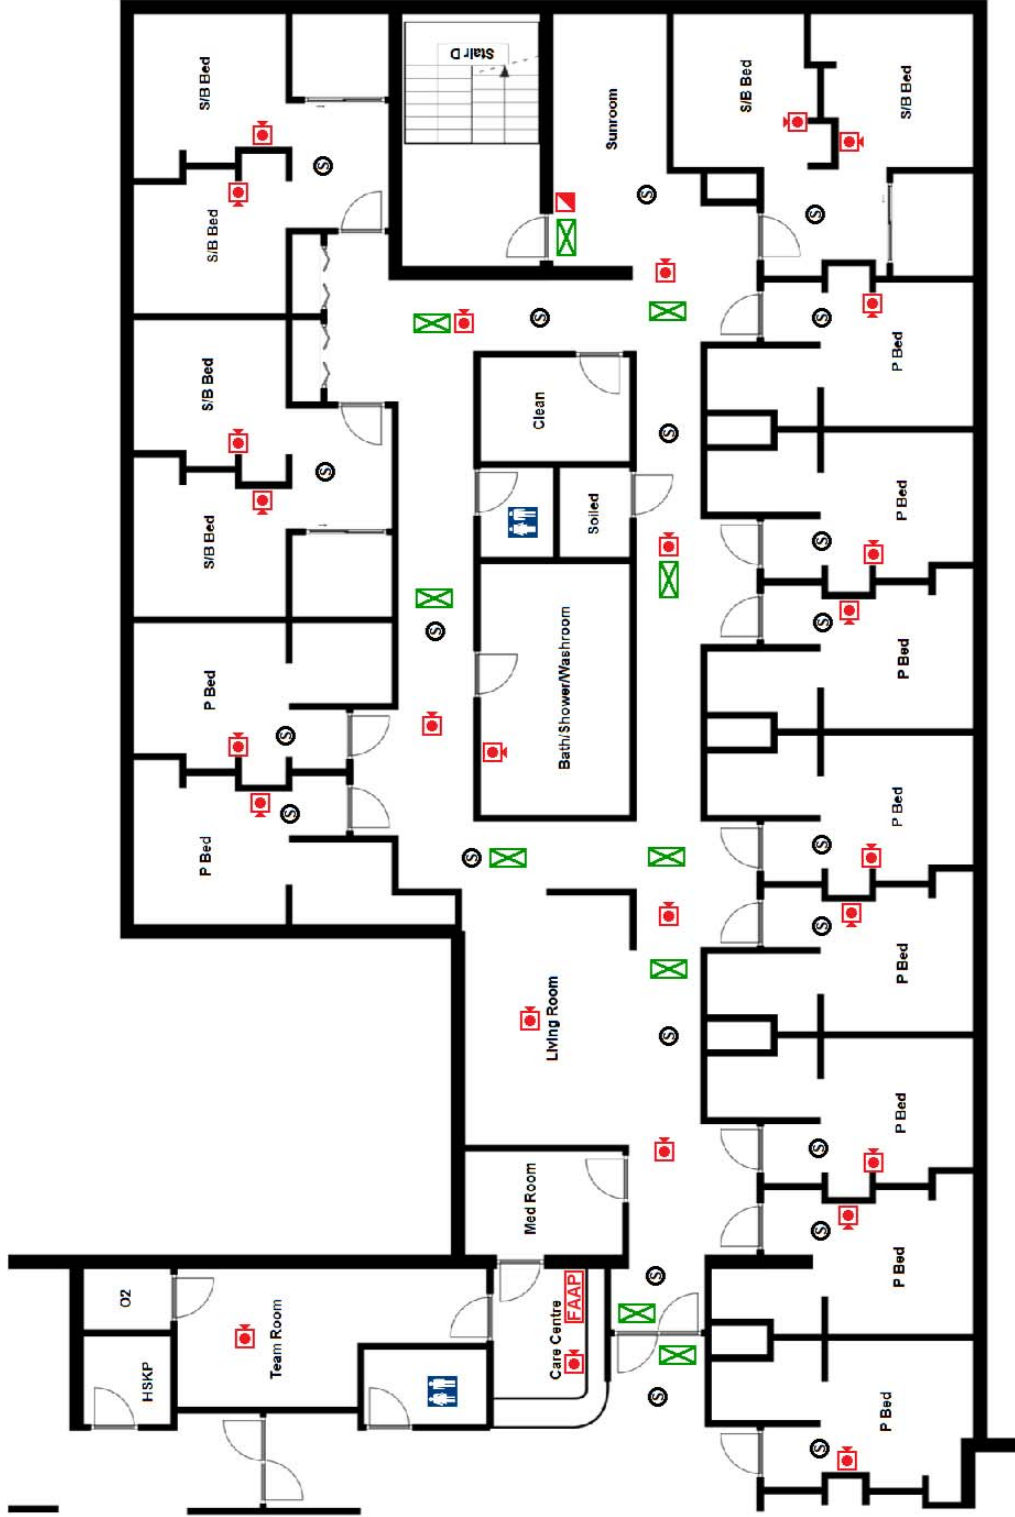 S/B Bed
Stair D
Sunroom
S/B Bed
S/B Bed
S
S
S
S/B Bed
S
S
P Bed
S/B Bed
Clean
S
S
P Bed
S/B Bed
Soiled
S
S
S
P Bed
P Bed
Bath/Shower/Washroom
S
S
P Bed
P Bed
S
S
S
P Bed
Living Room
S
P Bed
S
Med Room
S
P Bed
O2
Team Room
Care Centre
FAAP
S
HSKP
S
P Bed
S